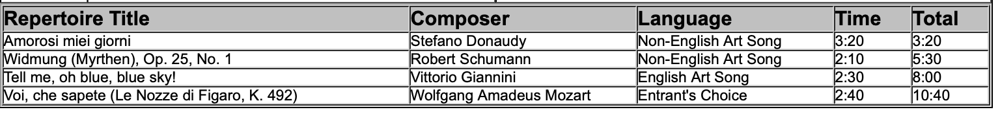 Repertoire Title Composer Language Time Total
Amorosi miei giorni Stefano Donaudy Non-English Art Song 3:20 3:20
Widmung (Myrthen), Op. 25, No. 1 Robert Schumann Non-English Art Song 2:10 5:30
Tell me, oh blue, blue sky! Vittorio Giannini English Art Song 2:30 8:00
Voi, che sapete (Le Nozze di Figaro, K. 492) Wolfgang Amadeus Mozart Entrant's Choice 2:40 10:40